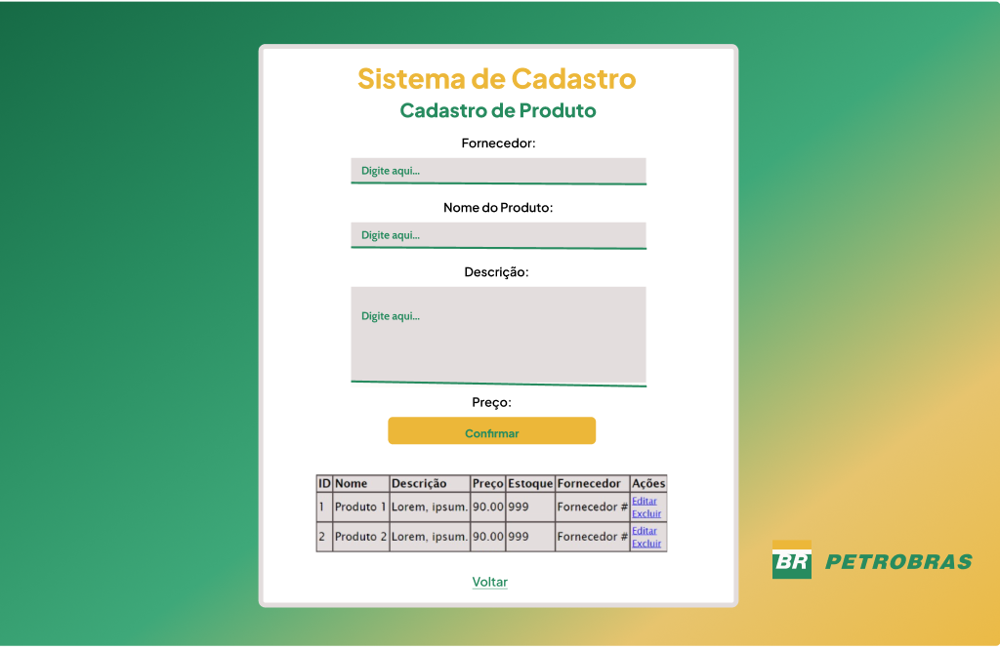 Sistema de Cadastro
Cadastro de Produto
Fornecedor:
Digite aqui...
Nome do Produto:
Digite aqui...
Descrição:
Digite aqui...
Preço:
Confirmar
ID Nome Descrição Preço Estoque Fornecedor Ações
1 Produto 1 Lorem, ipsum. 90.00 999 Fornecedor # Editar Excluir
2 Produto 2 Lorem, ipsum. 90.00 999 Fornecedor # Editar Excluir
BR PETROBRAS
Voltar